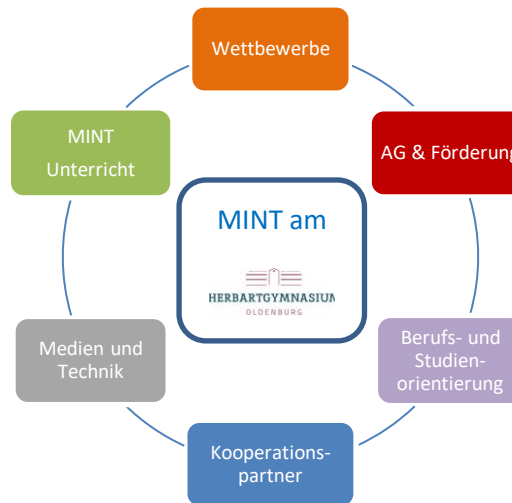 Wettbewerbe
MINT
Unterricht
AG & Förderung
MINT am
HERBARTGYMNASIUM
OLDENBURG
Medien und
Technik
Berufs- und
Studien-
orientierung
Kooperations-
partner